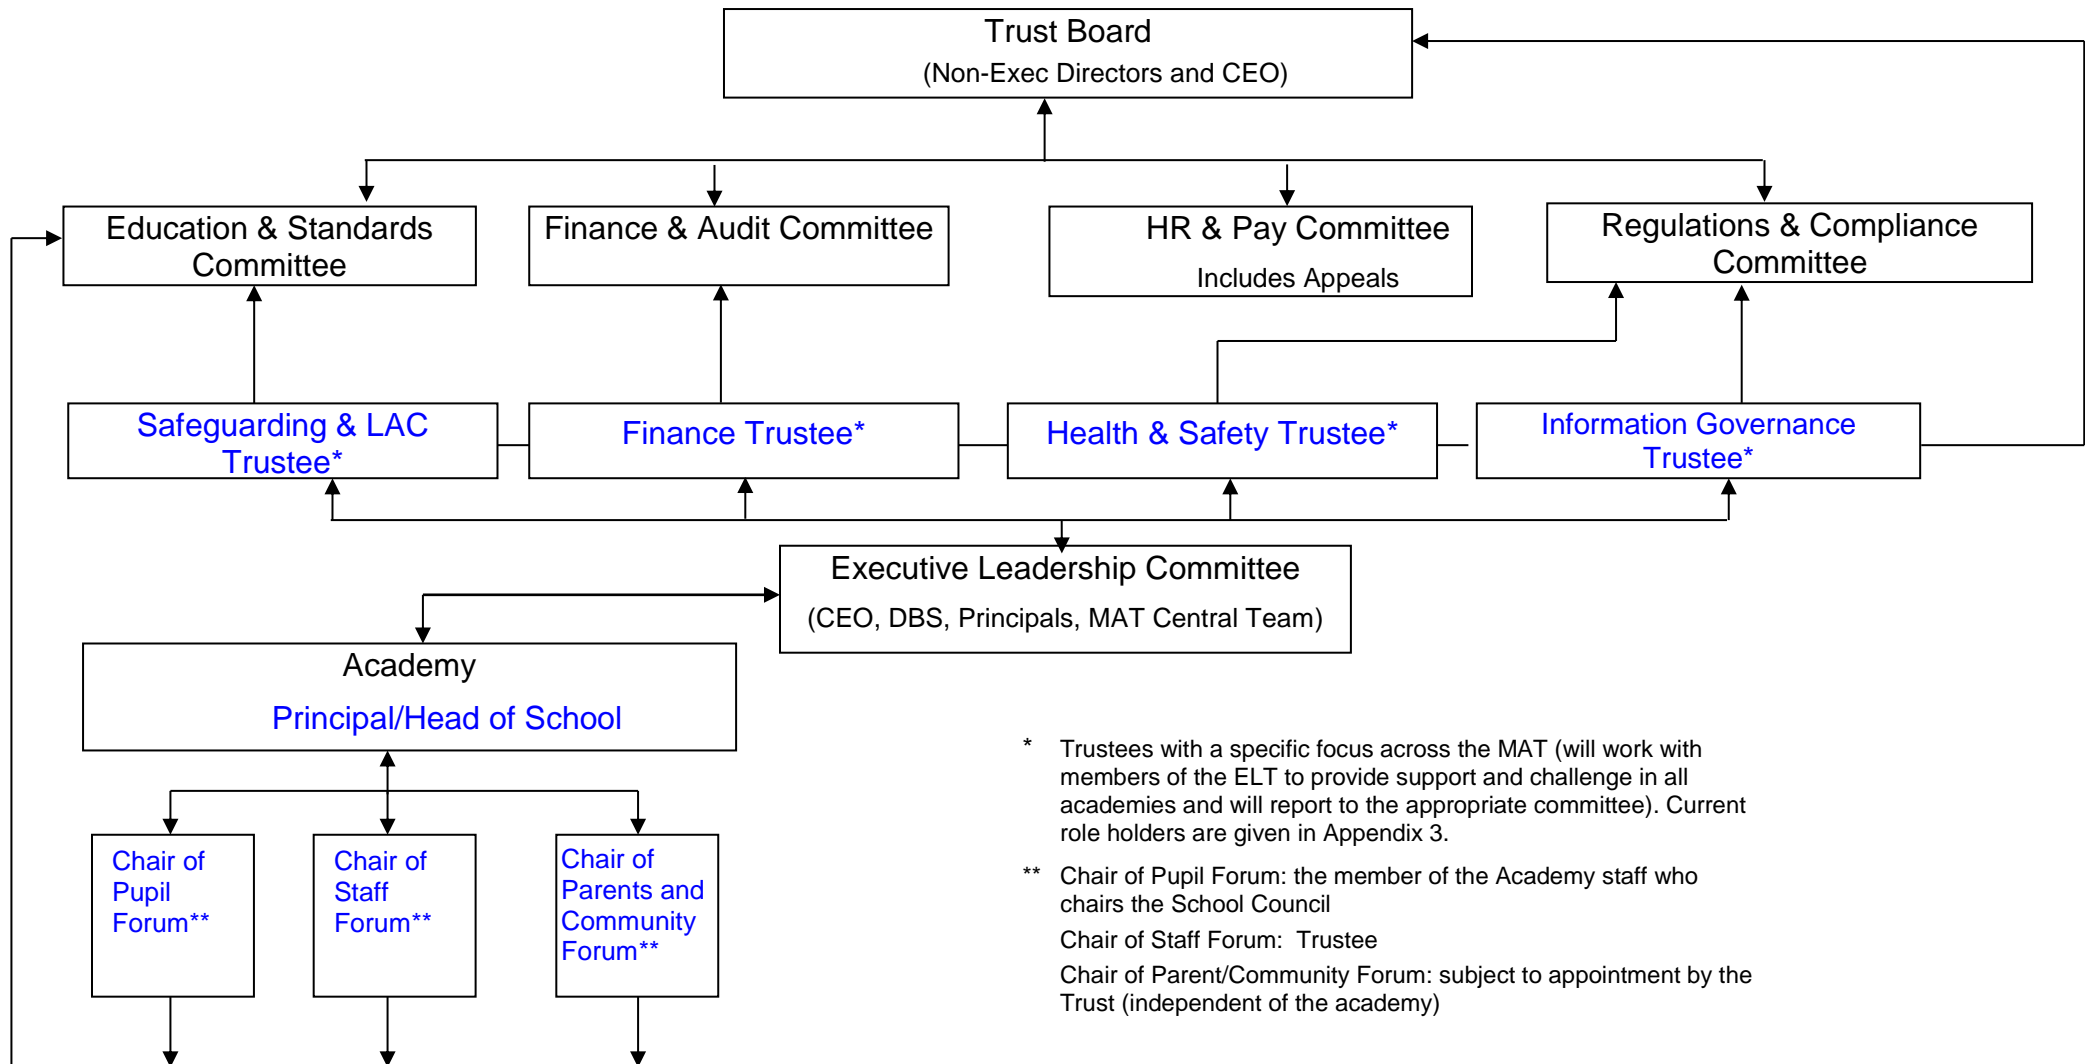 Trust Board
(Non-Exec Directors and CEO)
Education & Standards
Committee
Finance & Audit Committee
HR & Pay Committee
Includes Appeals
Regulations & Compliance
Committee
Safeguarding & LAC
Trustee*
Finance Trustee*
Health & Safety Trustee*
Information Governance
Trustee*
Executive Leadership Committee
(CEO, DBS, Principals, MAT Central Team)
Academy
Principal/Head of School
Chair of
Pupil
Forum**
Chair of
Staff
Forum**
Chair of
Parents and
Community
Forum**
* Trustees with a specific focus across the MAT (will work with
members of the ELT to provide support and challenge in all
academies and will report to the appropriate committee). Current
role holders are given in Appendix 3.
** Chair of Pupil Forum: the member of the Academy staff who
chairs the School Council
Chair of Staff Forum: Trustee
Chair of Parent/Community Forum: subject to appointment by the
Trust (independent of the academy)